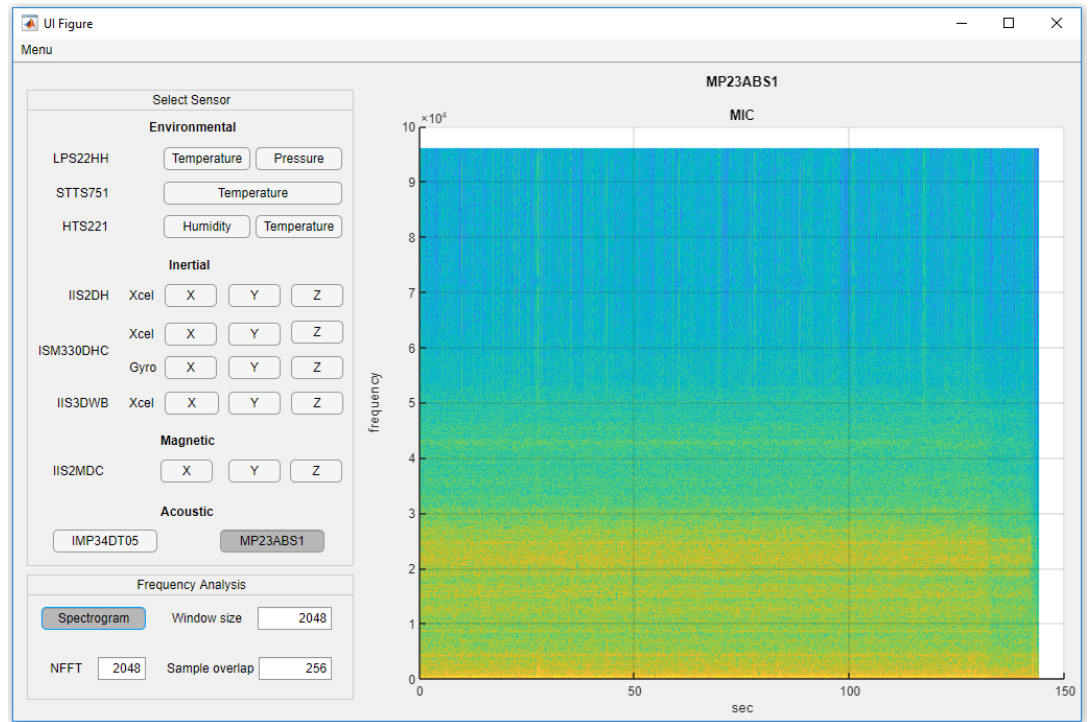 UI Figure
Menu
Select Sensor
Environmental
LPS22HH Temperature Pressure
STTS751 Temperature
HTS221 Humidity Temperature
Inertial
IIS2DH Xcel X Y Z
Xcel X Y Z
ISM330DHC
Gyro X Y Z
IIS3DWB Xcel X Y Z
Magnetic
IIS2MDC X Y Z
Acoustic
IMP34DT05 MP23ABS1
Frequency Analysis
Spectrogram Window size 2048
NFFT 2048 Sample overlap 256
MP23ABS1
MIC
×10⁴
10
9
8
7
6
5
4
3
2
1
0
frequency
0 50 100 150
sec